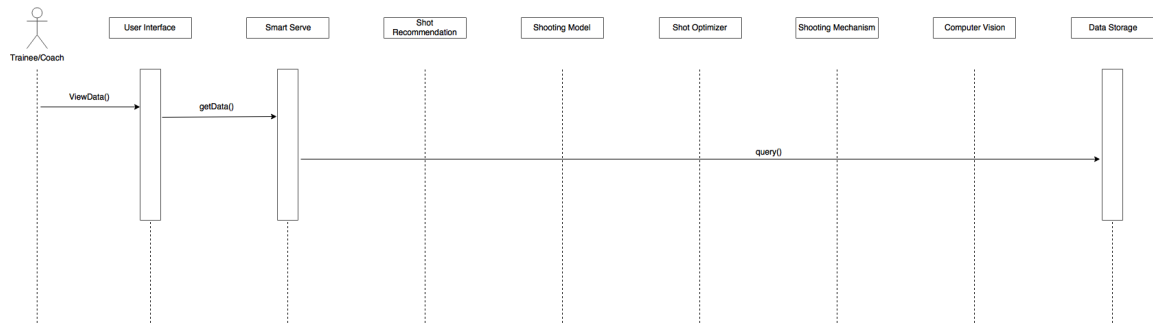 User Interface
Smart Serve
Shot
Recommendation
Shooting Model
Shot Optimizer
Shooting Mechanism
Computer Vision
Data Storage
Trainee/Coach
ViewData()
getData()
query()